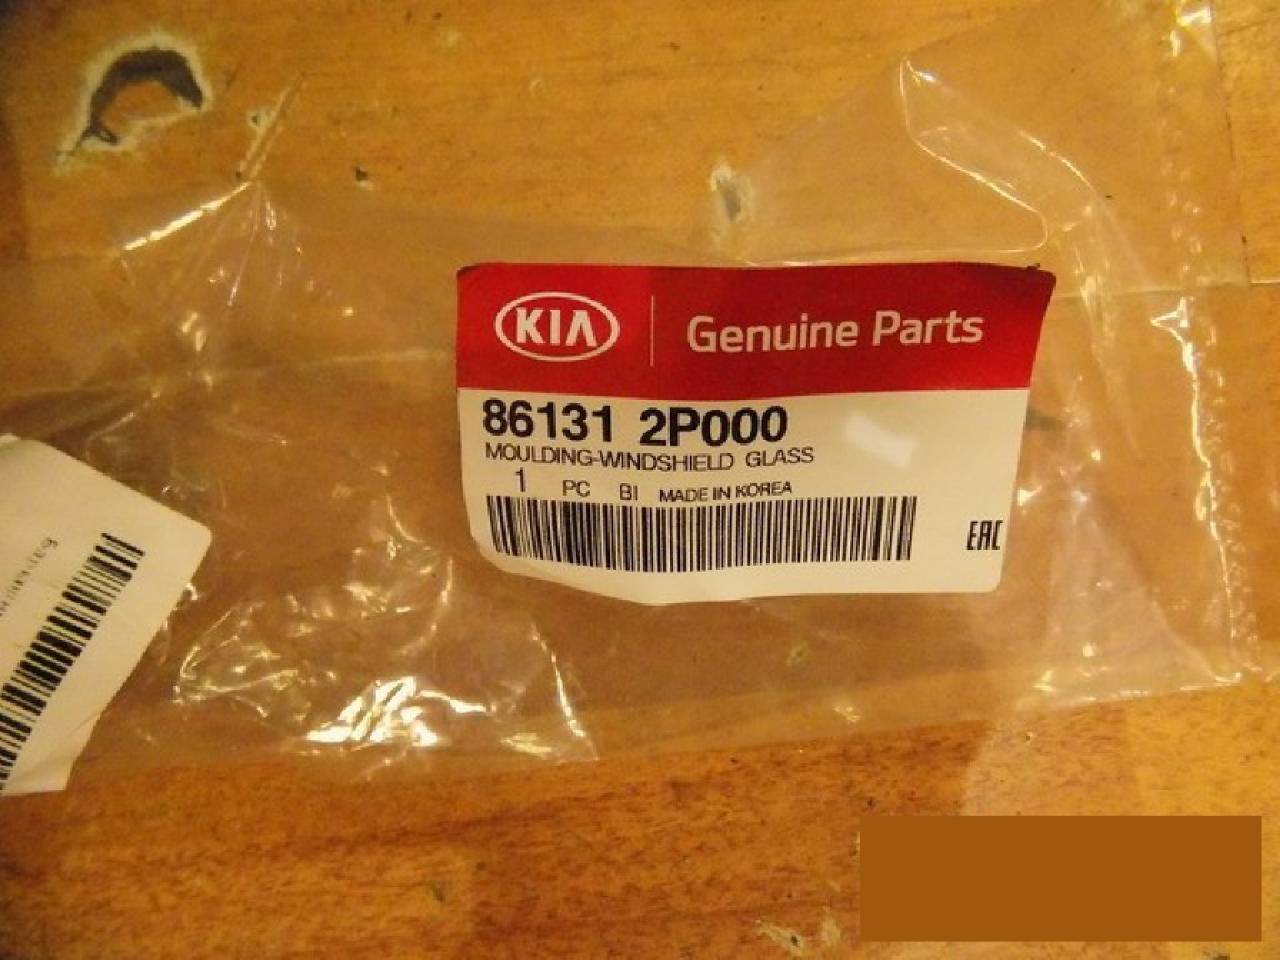 KIA Genuine Parts
86131 2P000
MOULDING-WINDSHIELD GLASS
1 PC BI MADE IN KOREA
EAC